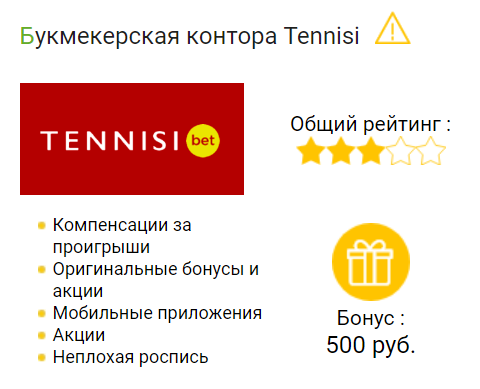 Букмекерская контора Tennisi
TENNISI bet
Общий рейтинг :
Компенсации за
проигрыши
Оригинальные бонусы и
акции
Мобильные приложения
Акции
Неплохая роспись
Бонус :
500 руб.